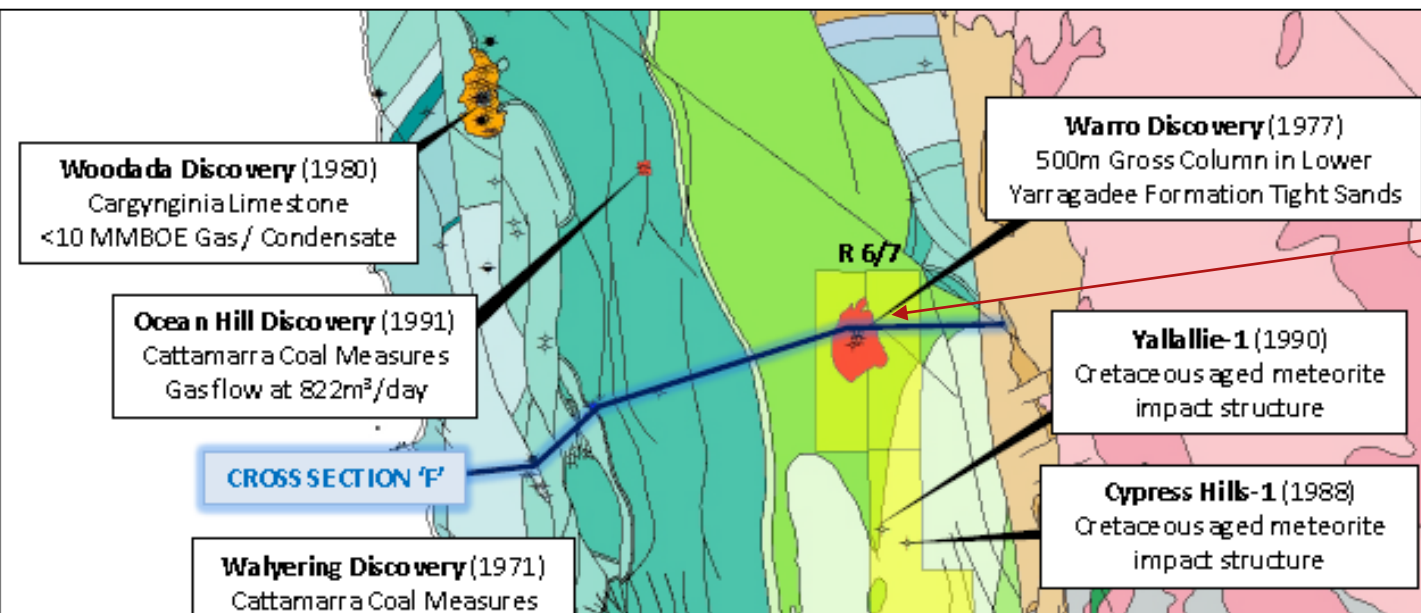 Woodada Discovery (1980)
Cargynginia Limestone
<10 MMBOE Gas / Condensate
Warro Discovery (1977)
500m Gross Column in Lower
Yarragadee Formation Tight Sands
R 6/7
Ocean Hill Discovery (1991)
Cattamarra Coal Measures
Gas flow at 822m³/day
Yallallie-1 (1990)
Cretaceous aged meteorite
impact structure
CROSS SECTION 'F'
Cypress Hills-1 (1988)
Cretaceous aged meteorite
impact structure
Walyering Discovery (1971)
Cattamarra Coal Measures